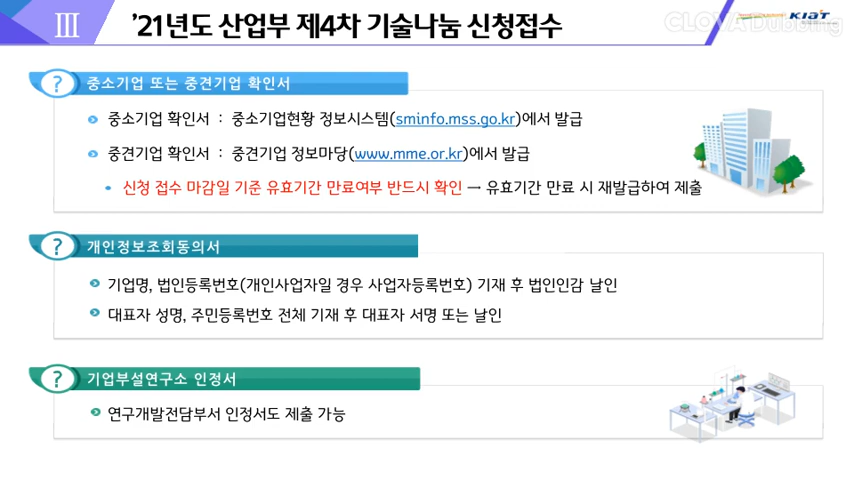 Ⅲ
'21년도 산업부 제4차 기술나눔 신청접수
CLOVA Dubbing
KIAT
? 중소기업 또는 중견기업 확인서
중소기업 확인서 : 중소기업현황 정보시스템(sminfo.mss.go.kr)에서 발급
중견기업 확인서 : 중견기업 정보마당(www.mme.or.kr)에서 발급
• 신청 접수 마감일 기준 유효기간 만료여부 반드시 확인 → 유효기간 만료 시 재발급하여 제출
? 개인정보조회동의서
기업명, 법인등록번호(개인사업자일 경우 사업자등록번호) 기재 후 법인인감 날인
대표자 성명, 주민등록번호 전체 기재 후 대표자 서명 또는 날인
? 기업부설연구소 인정서
연구개발전담부서 인정서도 제출 가능